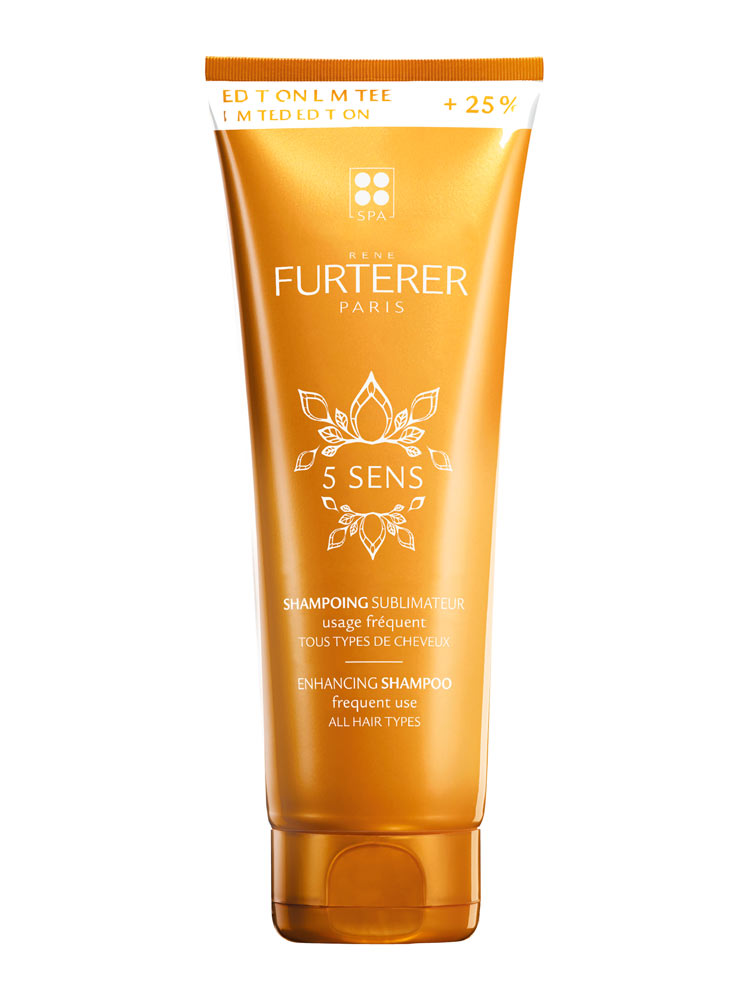 ED T ON L M TEE
L M TED ED T ON
+ 25%
SPA
RENE
FURTERER
PARIS
5 SENS
SHAMPOING SUBLIMATEUR
usage fréquent
TOUS TYPES DE CHEVEUX
ENHANCING SHAMPOO
frequent use
ALL HAIR TYPES